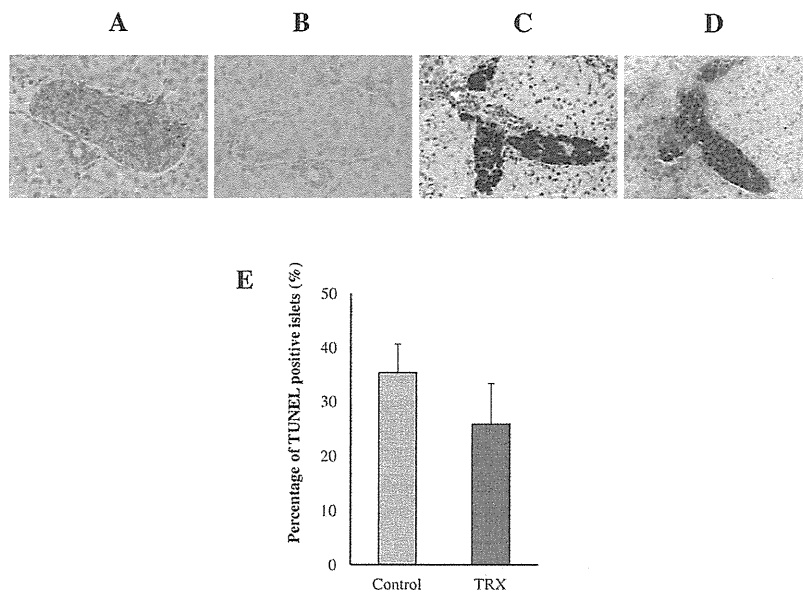 A
B
C
D
E
Percentage of TUNEL positive islets (%)
50
40
30
20
10
0
Control
TRX